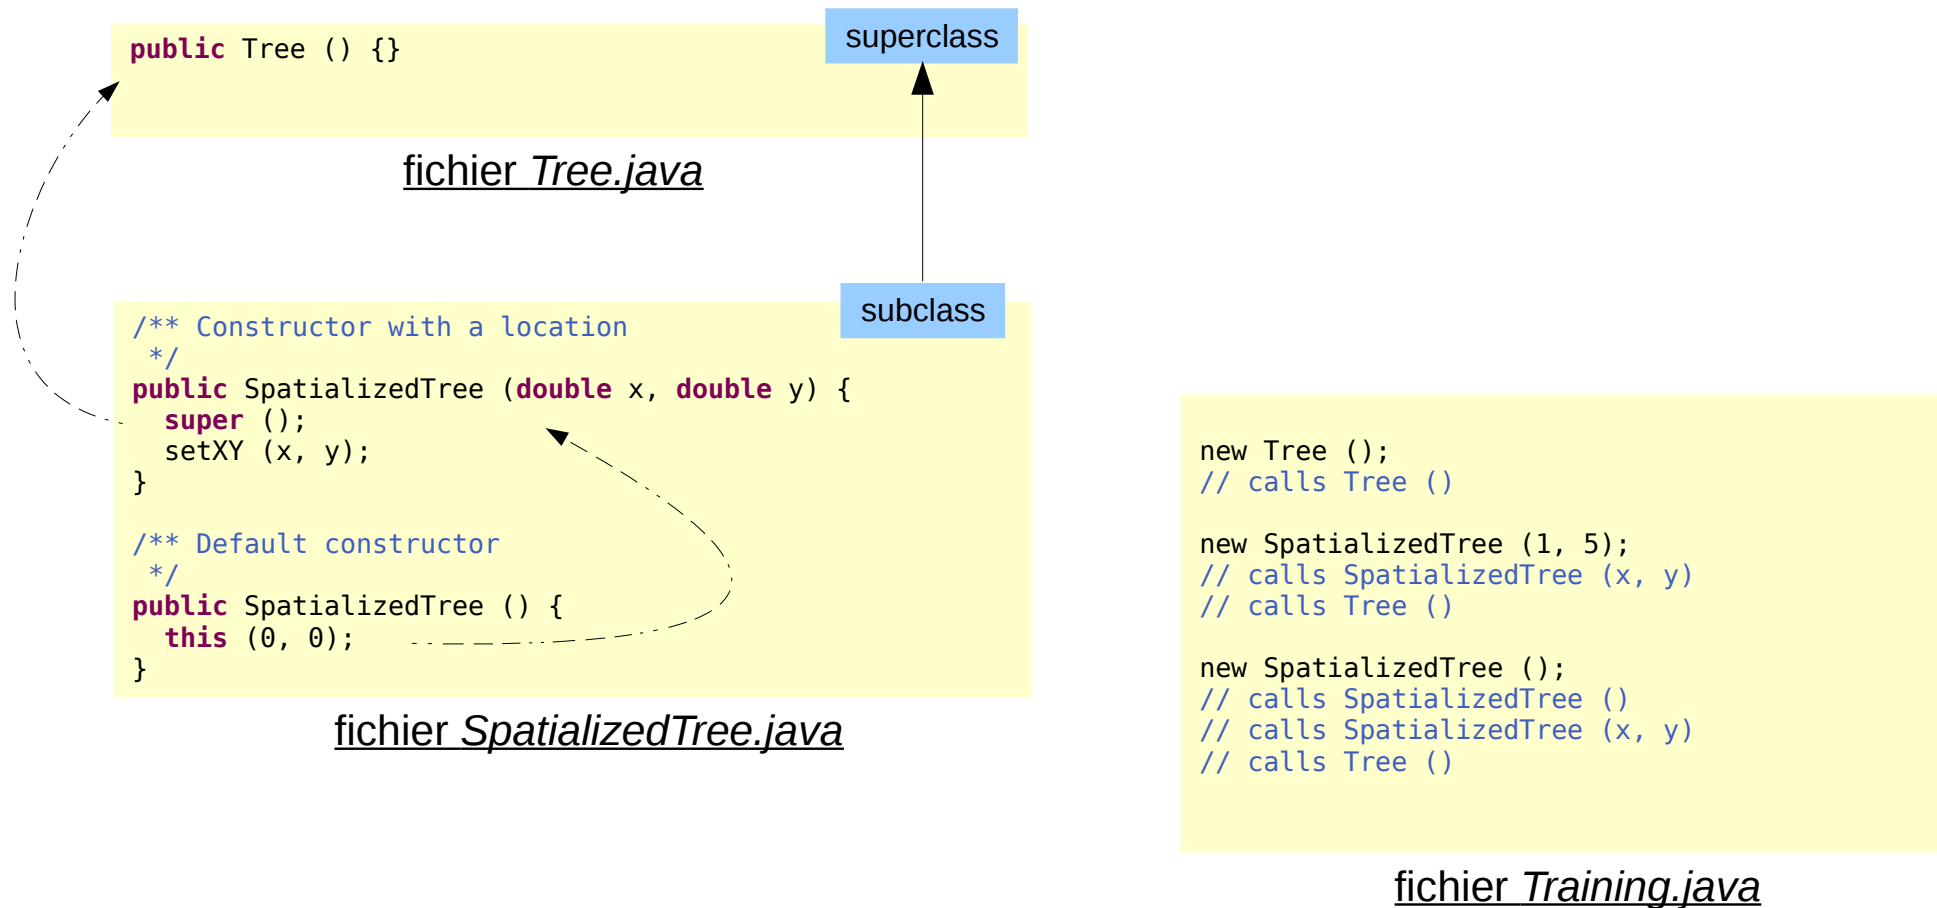 superclass
public Tree () {}
fichier Tree.java
subclass
/** Constructor with a location
 */
public SpatializedTree (double x, double y) {
  super ();
  setXY (x, y);
}
/** Default constructor
 */
public SpatializedTree () {
  this (0, 0);
}
fichier SpatializedTree.java
new Tree ();
// calls Tree ()
new SpatializedTree (1, 5);
// calls SpatializedTree (x, y)
// calls Tree ()
new SpatializedTree ();
// calls SpatializedTree ()
// calls SpatializedTree (x, y)
// calls Tree ()
fichier Training.java